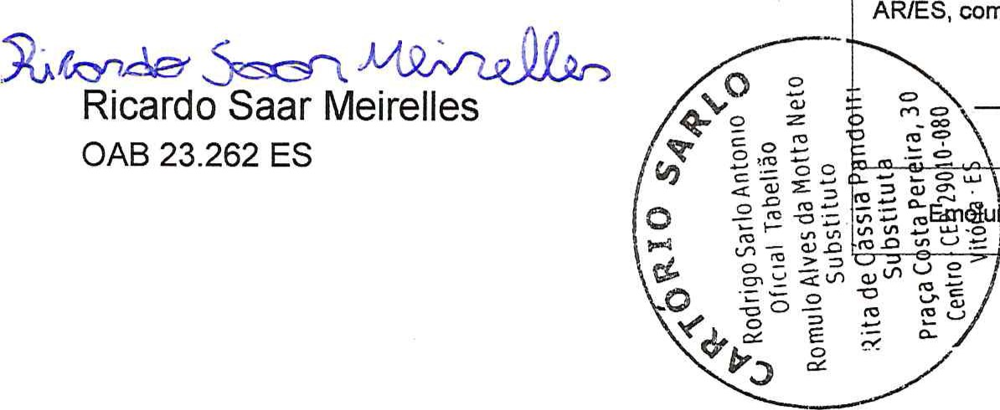 Ricardo Saar Meirelles
Ricardo Saar Meirelles
OAB 23.262 ES
AR/ES, com
CARTÓRIO SARLO
Rodrigo Sarlo Antonio
Oficial Tabelião
Romulo Alves da Motta Neto
Substituto
Rita de Cássia Pandolfi
Substituta
Praça Costa Pereira, 30
Centro - CEP 29010-080
Vitória - ES